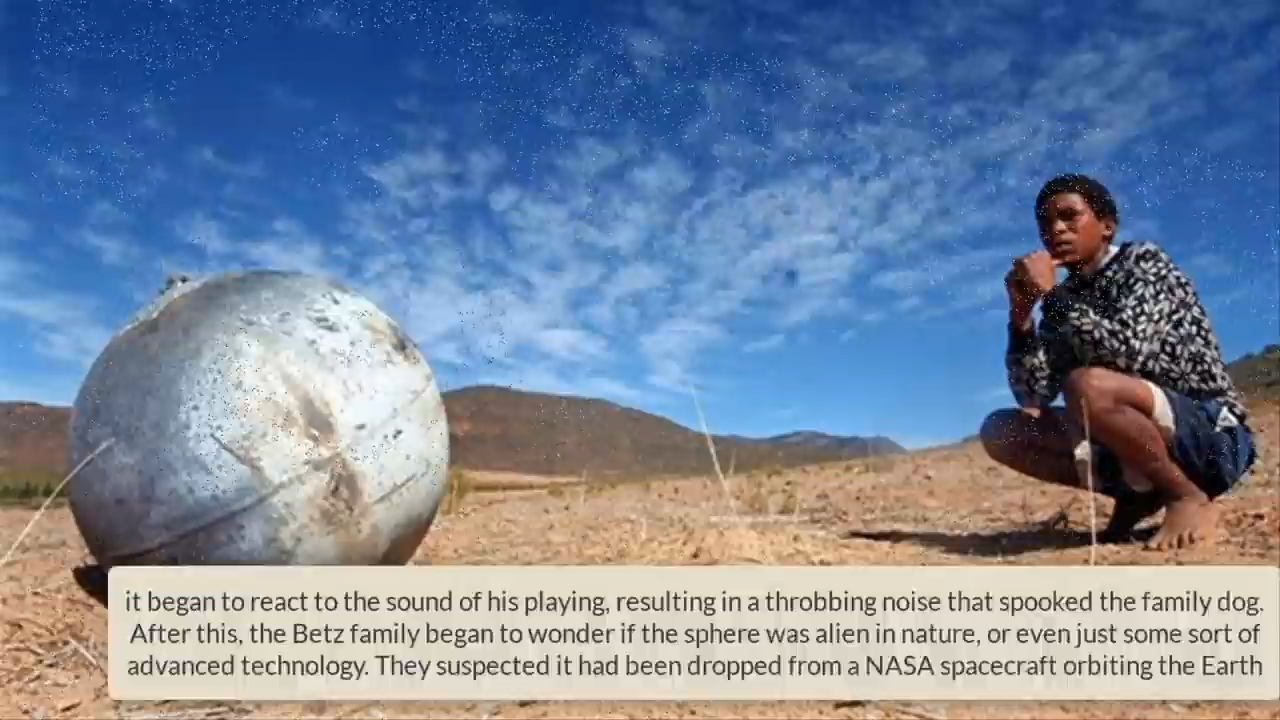 it began to react to the sound of his playing, resulting in a throbbing noise that spooked the family dog.
After this, the Betz family began to wonder if the sphere was alien in nature, or even just some sort of
advanced technology. They suspected it had been dropped from a NASA spacecraft orbiting the Earth